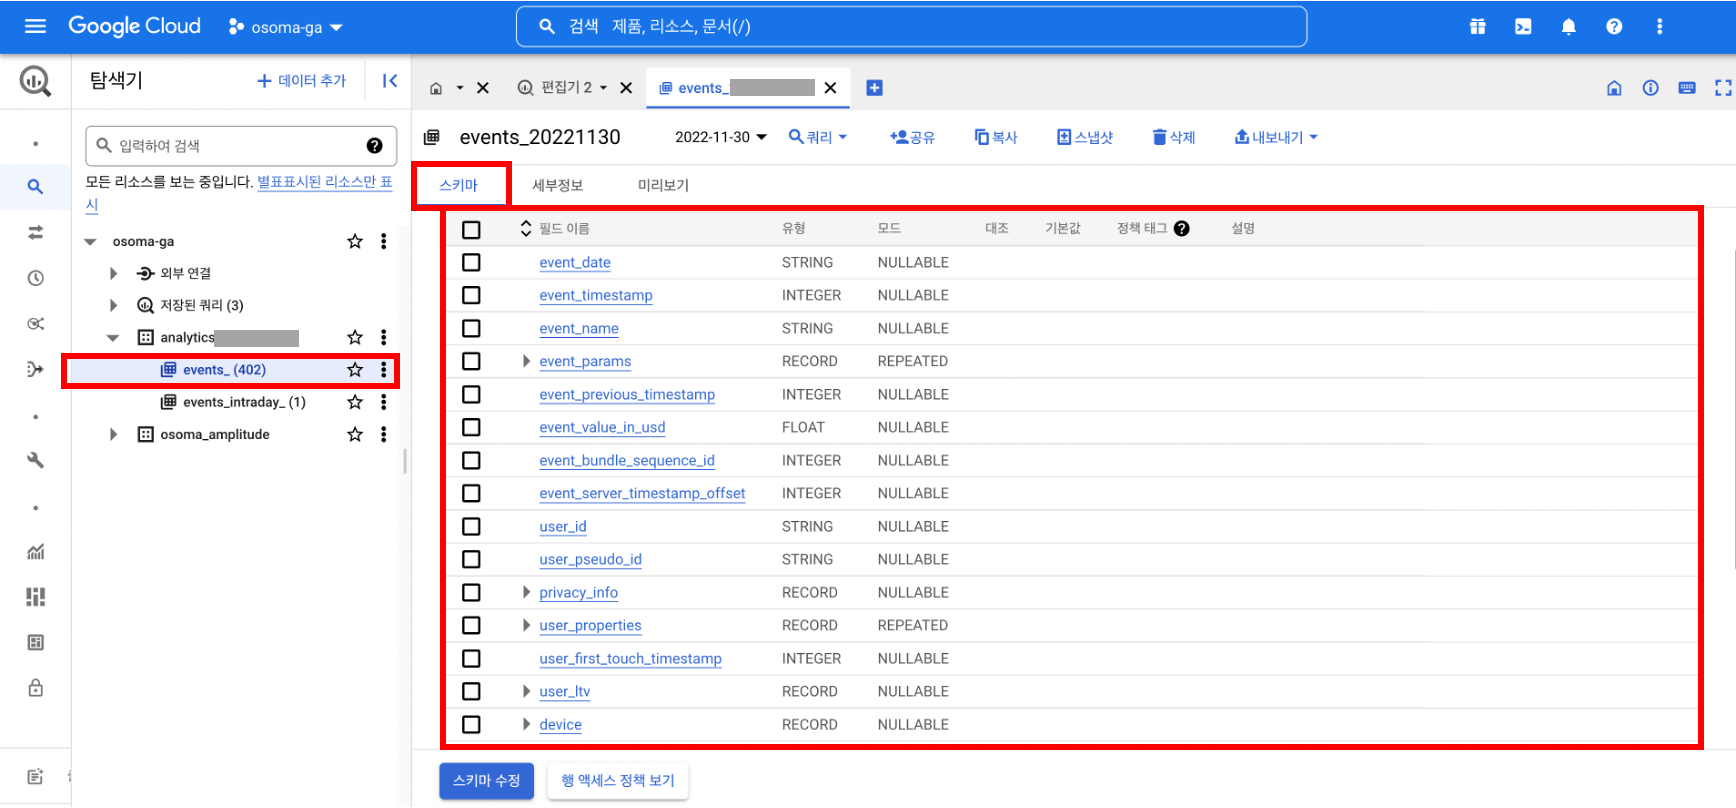 Google Cloud
osoma-ga
검색 제품, 리소스, 문서(/)
탐색기
데이터 추가
편집기 2
events_
입력하여 검색
모든 리소스를 보는 중입니다. 별표표시된 리소스만 표
시
osoma-ga
외부 연결
저장된 쿼리 (3)
analytics
events_ (402)
events_intraday_ (1)
osoma_amplitude
events_20221130
2022-11-30
쿼리
공유
복사
스냅샷
삭제
내보내기
스키마 세부정보 미리보기
필드 이름 유형 모드 대조 기본값 정책 태그 설명
event_date STRING NULLABLE
event_timestamp INTEGER NULLABLE
event_name STRING NULLABLE
event_params RECORD REPEATED
event_previous_timestamp INTEGER NULLABLE
event_value_in_usd FLOAT NULLABLE
event_bundle_sequence_id INTEGER NULLABLE
event_server_timestamp_offset INTEGER NULLABLE
user_id STRING NULLABLE
user_pseudo_id STRING NULLABLE
privacy_info RECORD NULLABLE
user_properties RECORD REPEATED
user_first_touch_timestamp INTEGER NULLABLE
user_ltv RECORD NULLABLE
device RECORD NULLABLE
스키마 수정
행 액세스 정책 보기